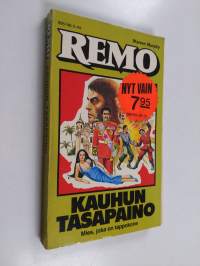 REMO
NYT VAIN
7 95
KAUHUN
TASAPAINO
Mies, joka on tappokone